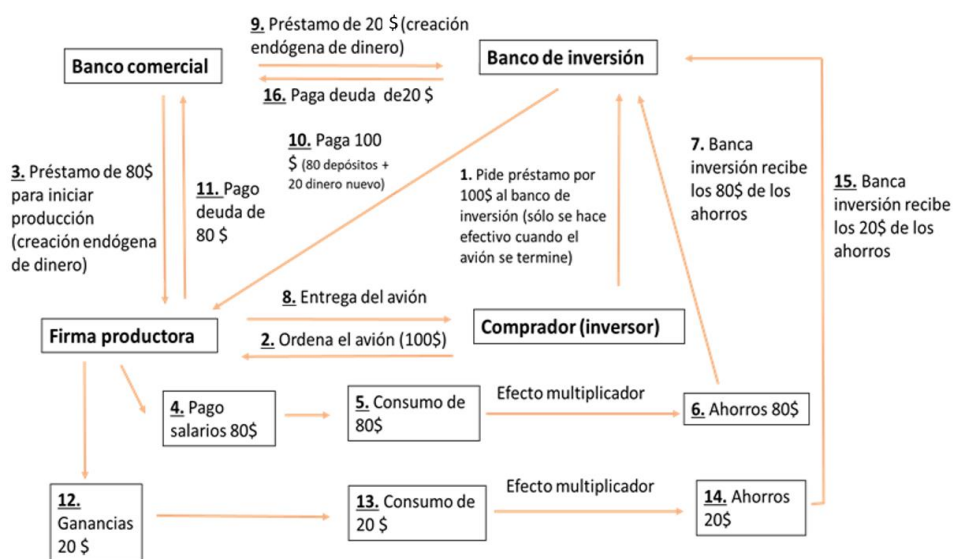 9. Préstamo de 20 $ (creación
endógena de dinero)
Banco comercial
Banco de inversión
16. Paga deuda de20 $
10. Paga 100
$ (80 depósitos +
20 dinero nuevo)
3. Préstamo de 80$
para iniciar
producción
(creación endógena
de dinero)
11. Pago
deuda de
80 $
1. Pide préstamo por
100$ al banco de
inversión (sólo se hace
efectivo cuando el
avión se termine)
7. Banca
inversión recibe
los 80$ de los
ahorros
15. Banca
inversión recibe
los 20$ de los
ahorros
8. Entrega del avión
Firma productora
Comprador (inversor)
2. Ordena el avión (100$)
4. Pago
salarios 80$
5. Consumo de
80$
Efecto multiplicador
6. Ahorros 80$
12.
Ganancias
20 $
13. Consumo de
20 $
Efecto multiplicador
14. Ahorros
20$